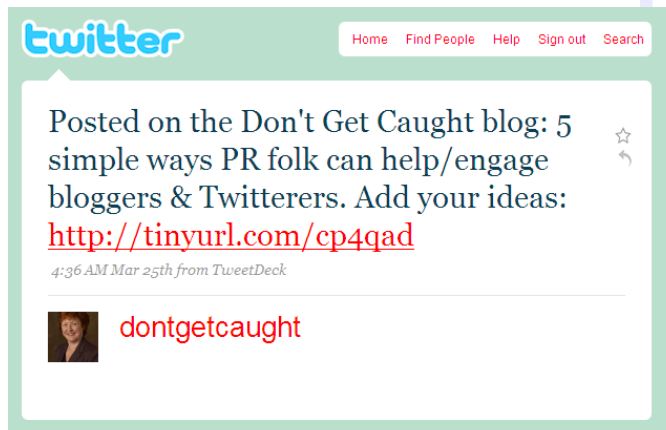 twitter
Home Find People Help Sign out Search
Posted on the Don't Get Caught blog: 5
simple ways PR folk can help/engage
bloggers & Twitterers. Add your ideas:
http://tinyurl.com/cp4qad
4:36 AM Mar 25th from TweetDeck
dontgetcaught